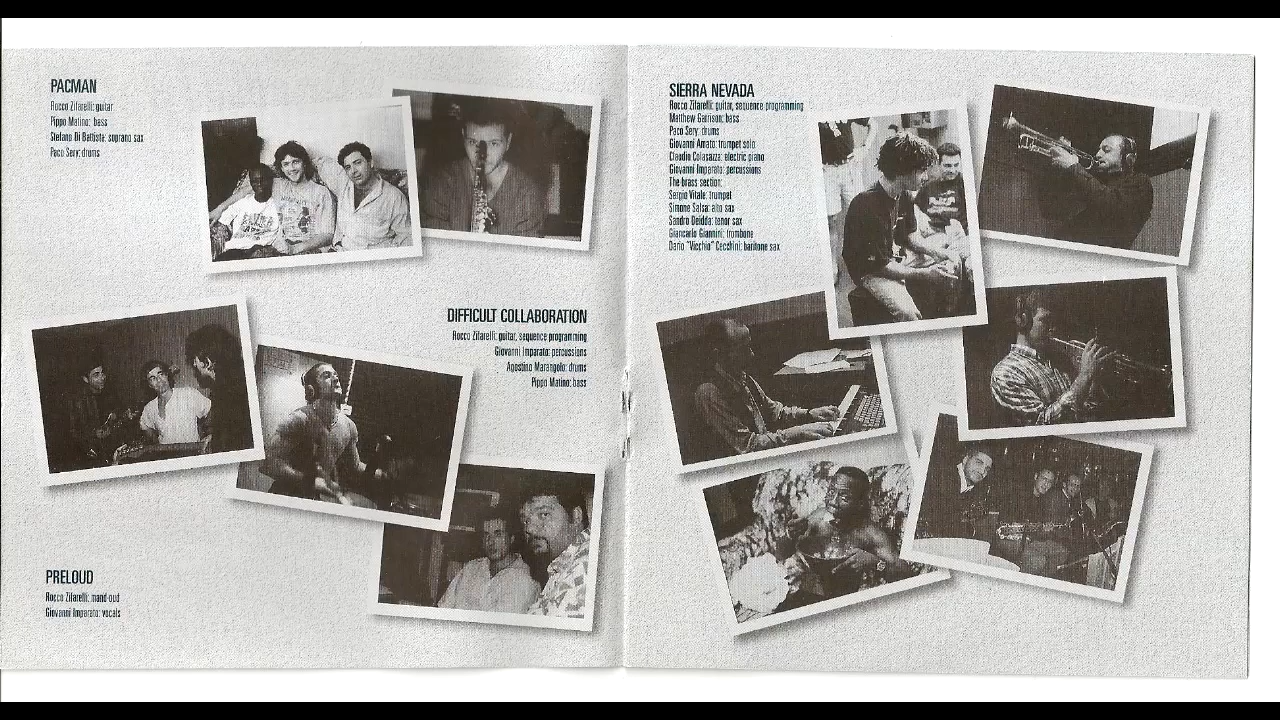 PACMAN
Rocco Zifarelli: guitar
Pippo Matino: bass
Stefano Di Battista: soprano sax
Paco Sery: drums
DIFFICULT COLLABORATION
Rocco Zifarelli: guitar, sequence programming
Giovanni Imparato: percussions
Agostino Marangolo: drums
Pippo Matino: bass
PRELOUD
Rocco Zifarelli: mand-oud
Giovanni Imparato: vocals
SIERRA NEVADA
Rocco Zifarelli: guitar, sequence programming
Matthew Garrison: bass
Paco Sery: drums
Giovanni Amato: trumpet solo
Claudio Colasazza: electric piano
Giovanni Imparato: percussions
The brass section:
Sergio Vitale: trumpet
Simone Salsa: alto sax
Sandro Deidda: tenor sax
Giancarlo Giannini: trombone
Dario "Vicchio" Cecchini: baritone sax